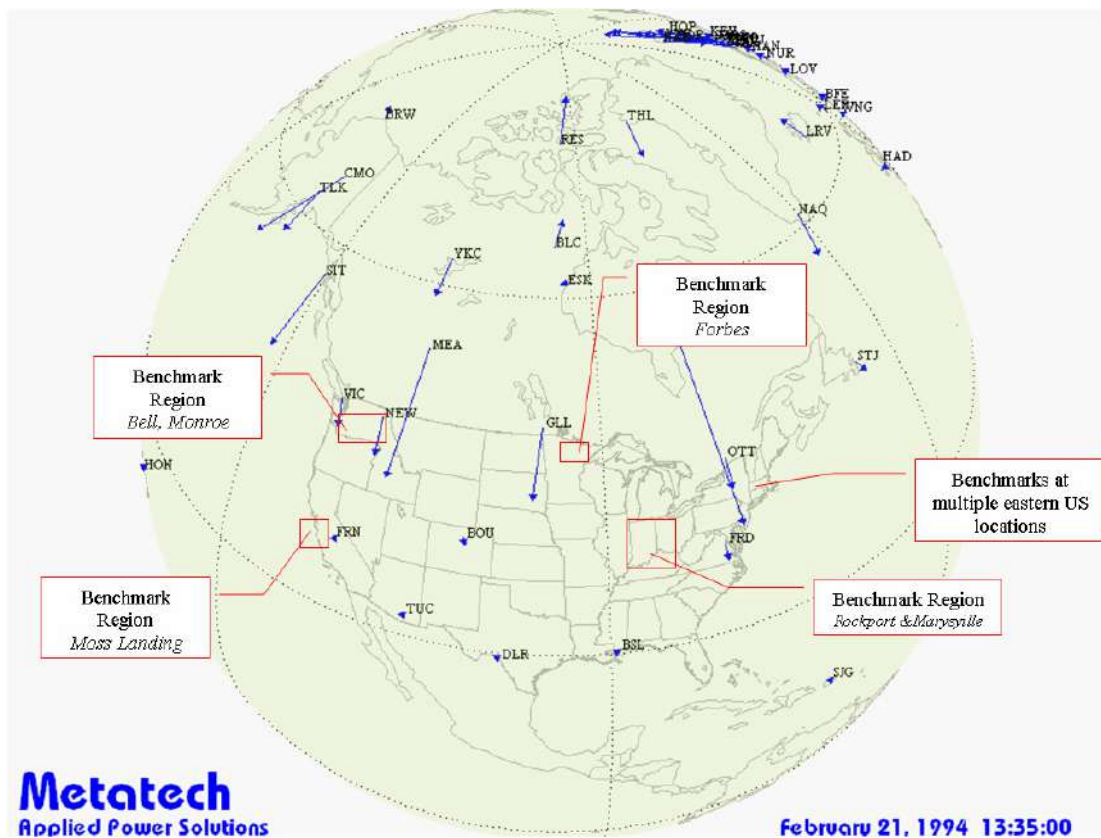 HOP
HAN
NUR
LOV
BFE
WNG
BRW
RES
THL
LRV
HAD
CMO
TLK
NAQ
YKC
BLC
SIT
ESK
Benchmark
Region
Forbes
MEA
STJ
Benchmark
Region
Bell, Monroe
VIC
NEW
GLL
OTT
HON
Benchmarks at
multiple eastern US
locations
FRN
BOU
FRD
Benchmark
Region
Moss Landing
TUC
Benchmark Region
Rockport &Marysville
DLR
BSL
SJG
Metatech
Applied Power Solutions
February 21, 1994 13:35:00